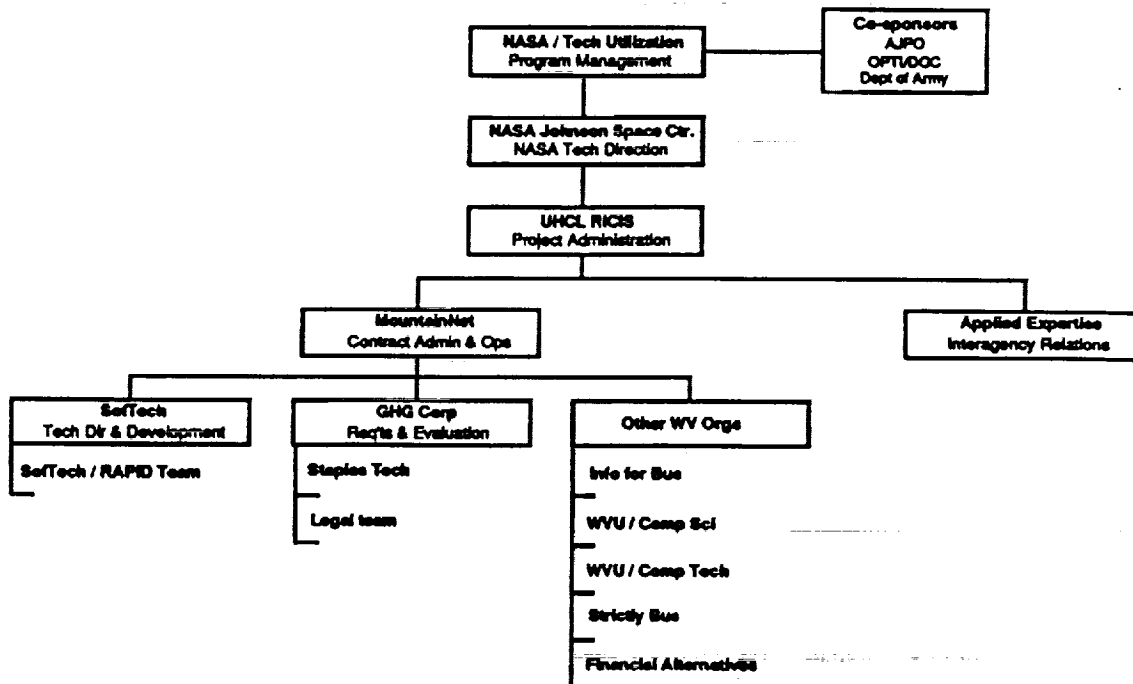 NASA / Tech Utilization
Program Management
Co-sponsors
AJPO
OPTI/DOC
Dept of Army
NASA Johnson Space Ctr.
NASA Tech Direction
UHCL RICIS
Project Administration
MountainNet
Contract Admin & Ops
Applied Expertise
Interagency Relations
SofTech
Tech Dir & Development
GHG Corp
Req'ts & Evaluation
Other WV Orgs
SofTech / RAPID Team
Staples Tech
Legal team
Info for Bus
WVU / Comp Sci
WVU / Comp Tech
Strictly Bus
Financial Alternatives